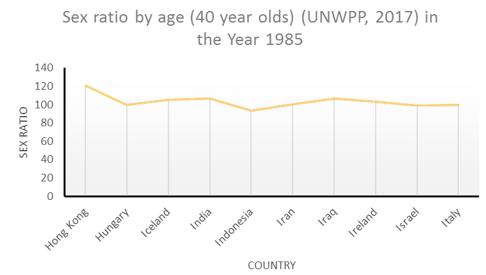 Sex ratio by age (40 year olds) (UNWPP, 2017) in
the Year 1985
SEX RATIO
140
120
100
80
60
40
20
0
Hong Kong
Hungary
Iceland
India
Indonesia
Iran
Iraq
Ireland
Israel
Italy
COUNTRY